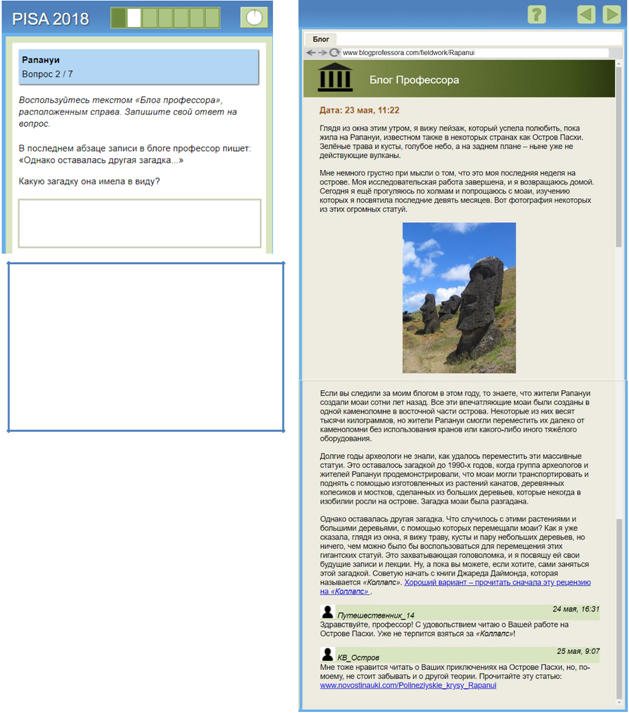 PISA 2018
Рапануи
Вопрос 2 / 7
Воспользуйтесь текстом «Блога профессора»,
расположенным справа. Запишите свой ответ на
вопрос.
В последнем абзаце записи в блоге профессор пишет:
«Однако оставалась другая загадка...»
Какую загадку она имела в виду?
?
Блог
www.blogprofessora.com/fieldwork/Rapanui
Блог Профессора
Дата: 23 мая, 11:22
Глядя из окна этим утром, я вижу пейзаж, который успела полюбить, пока
жила на Рапануи, известном также в некоторых странах как Остров Пасхи.
Зелёные трава и кусты, голубое небо, а на заднем плане – ныне уже не
действующие вулканы.
Мне немного грустно при мысли о том, что это моя последняя неделя на
острове. Моя исследовательская работа завершена, и я возвращаюсь домой.
Сегодня я ещё прогуляюсь по холмам и попрощаюсь с моаи, изучению
которых я посвятила последние девять месяцев. Вот фотография некоторых
из этих огромных статуй.
Если вы следили за моим блогом в этом году, то знаете, что жители Рапануи
создали моаи сотни лет назад. Все эти впечатляющие моаи были созданы в
одной каменоломне в восточной части острова. Некоторые из них весят
тысячи килограммов, но жители Рапануи смогли переместить их далеко от
каменоломни без использования кранов или какого-либо иного тяжёлого
оборудования.
Долгие годы археологи не знали, как удалось переместить эти массивные
статуи. Это оставалось загадкой до 1990-х годов, когда группа археологов и
жителей Рапануи продемонстрировали, что моаи могли транспортировать и
поднять с помощью изготовленных из растений канатов, деревянных
колесиков и мостков, сделанных из больших деревьев, которые некогда в
изобилии росли на острове. Загадка моаи была разгадана.
Однако оставалась другая загадка. Что случилось с этими растениями и
большими деревьями, с помощью которых перемещали моаи? Как я уже
сказала, глядя из окна, я вижу траву, кусты и пару небольших деревьев, но
ничего, чем можно было бы воспользоваться для перемещения этих
гигантских статуй. Это захватывающая головоломка, и я посвящу ей свои
будущие записи и лекции. Ну, а пока вы можете, если хотите, сами заняться
этой загадкой. Советую начать с книги Джареда Даймонда, которая
называется «Коллапс». Хороший вариант – прочитать сначала эту рецензию
на «Коллапс» .
Путешественник_14
24 мая, 16:31
Здравствуйте, профессор! С удовольствием читаю о Вашей работе на
Острове Пасхи. Уже не терпится взяться за «Коллапс»!
КВ_Остров
25 мая, 9:07
Мне тоже нравится читать о Ваших приключениях на Острове Пасхи, но, по-
моему, не стоит забывать и о другой теории. Прочитайте эту статью:
www.novostinauki.com/Polineziyskie_krysy_Rapanui